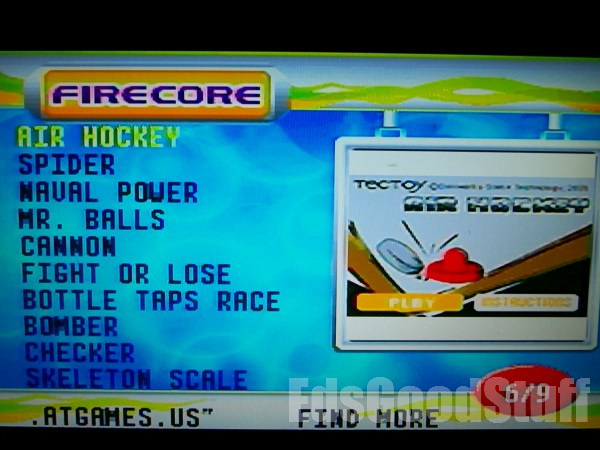 FIRECORE
AIR HOCKEY
SPIDER
NAVAL POWER
MR. BALLS
CANNON
FIGHT OR LOSE
BOTTLE TAPS RACE
BOMBER
CHECKER
SKELETON SCALE
TECTOY
AIR HOCKEY
PLAY
INSTRUCTIONS
6/9
.ATGAMES.US" FIND MORE
EdsGoodStuff